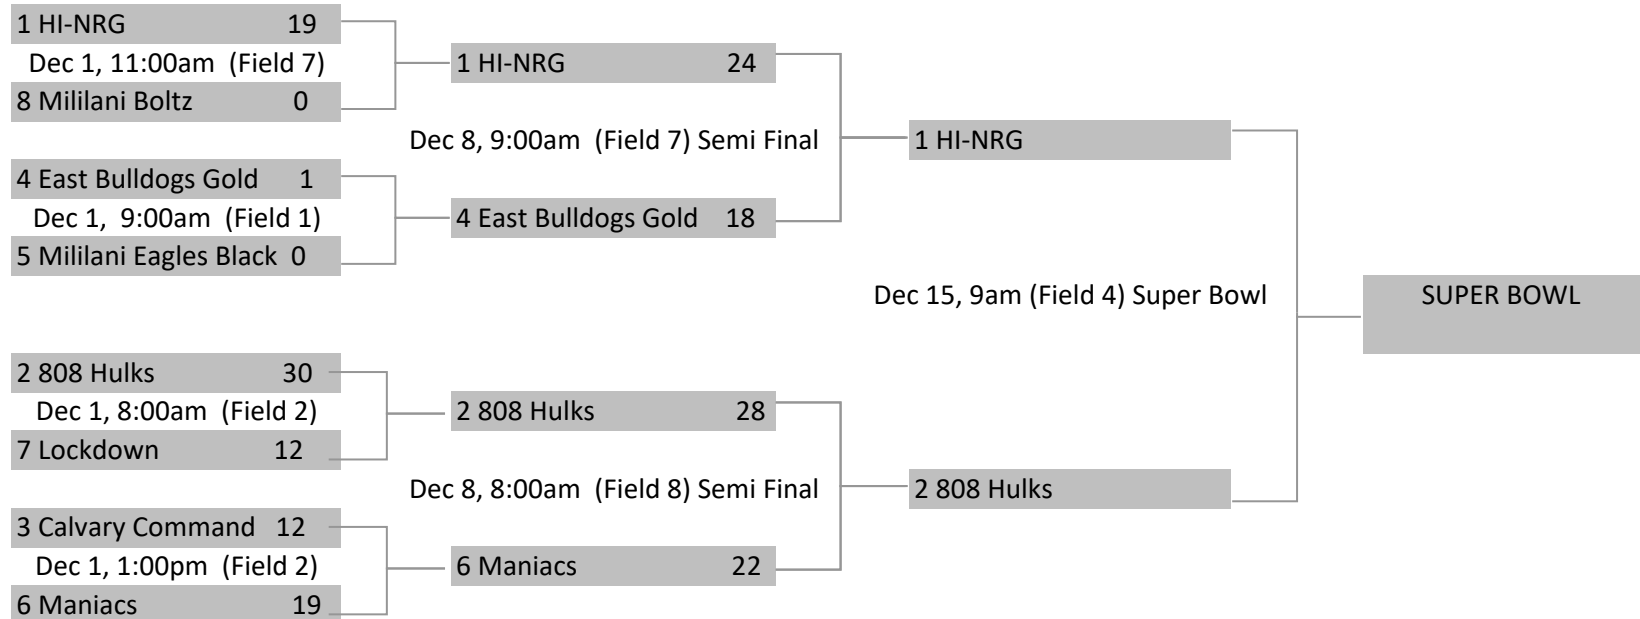 1 HI-NRG 19
Dec 1, 11:00am (Field 7)
8 Mililani Boltz 0
4 East Bulldogs Gold 1
Dec 1, 9:00am (Field 1)
5 Mililani Eagles Black 0
2 808 Hulks 30
Dec 1, 8:00am (Field 2)
7 Lockdown 12
3 Calvary Command 12
Dec 1, 1:00pm (Field 2)
6 Maniacs 19
1 HI-NRG 24
Dec 8, 9:00am (Field 7) Semi Final
4 East Bulldogs Gold 18
2 808 Hulks 28
Dec 8, 8:00am (Field 8) Semi Final
6 Maniacs 22
1 HI-NRG
Dec 15, 9am (Field 4) Super Bowl
2 808 Hulks
SUPER BOWL